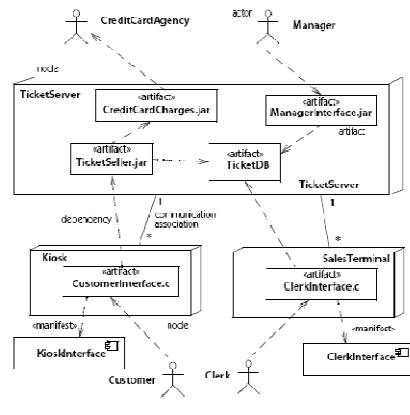 CreditCardAgency
actor
Manager
node
TicketServer
«artifact»
CreditCardCharges.jar
«artifact»
ManagerInterface.jar
artifact
«artifact»
TicketSeller.jar
«artifact»
TicketDB
TicketServer
1
1
dependency
communication
association
*
*
Kiosk
«artifact»
CustomerInterface.c
SalesTerminal
«artifact»
ClerkInterface.c
«manifest»
node
«manifest»
KioskInterface
ClerkInterface
Customer
Clerk